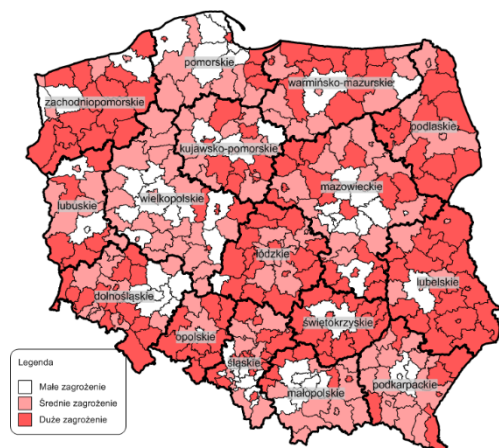 pomorskie
warmińsko-mazurskie
zachodniopomorskie
podlaskie
kujawsko-pomorskie
mazowieckie
wielkopolskie
lubuskie
łódzkie
lubelskie
dolnośląskie
świętokrzyskie
opolskie
śląskie
podkarpackie
małopolskie
Legenda
Małe zagrożenie
Średnie zagrożenie
Duże zagrożenie